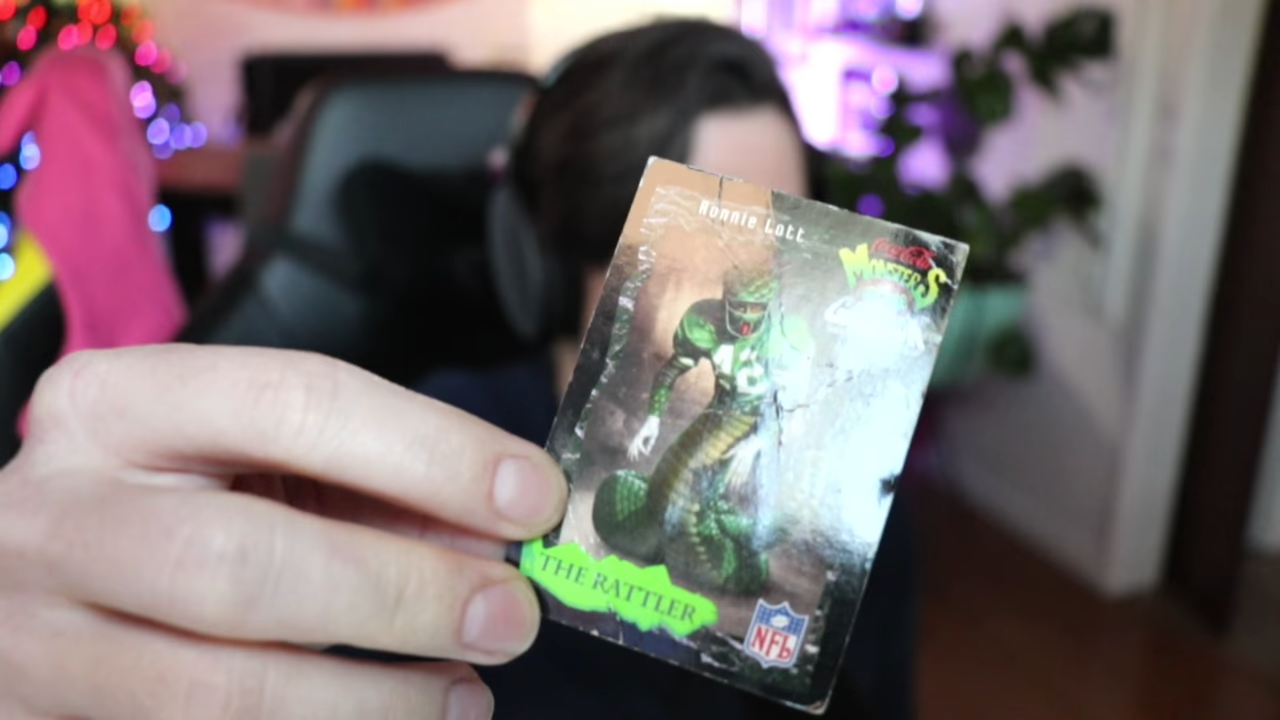 Ronnie Lott
Coca-Cola
MONSTERS
THE RATTLER
NFL